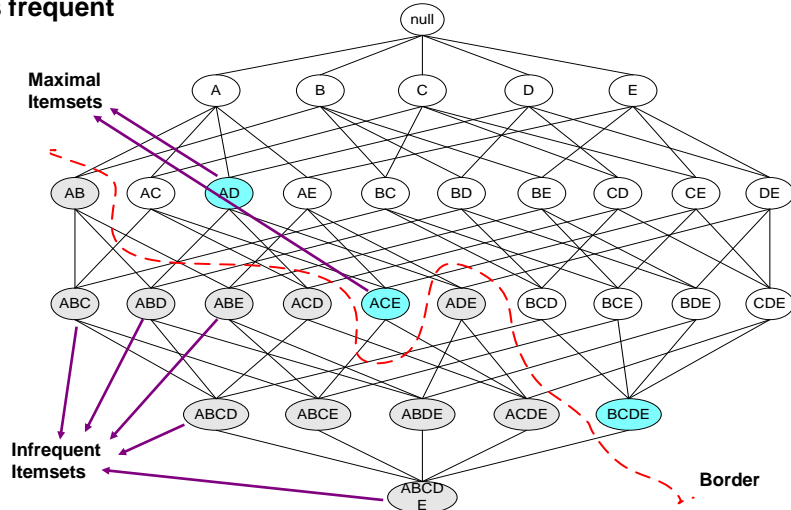 s frequent
null
Maximal
Itemsets
A B C D E
AB AC AD AE BC BD BE CD CE DE
ABC ABD ABE ACD ACE ADE BCD BCE BDE CDE
ABCD ABCE ABDE ACDE BCDE
Infrequent
Itemsets
Border
ABCD
E